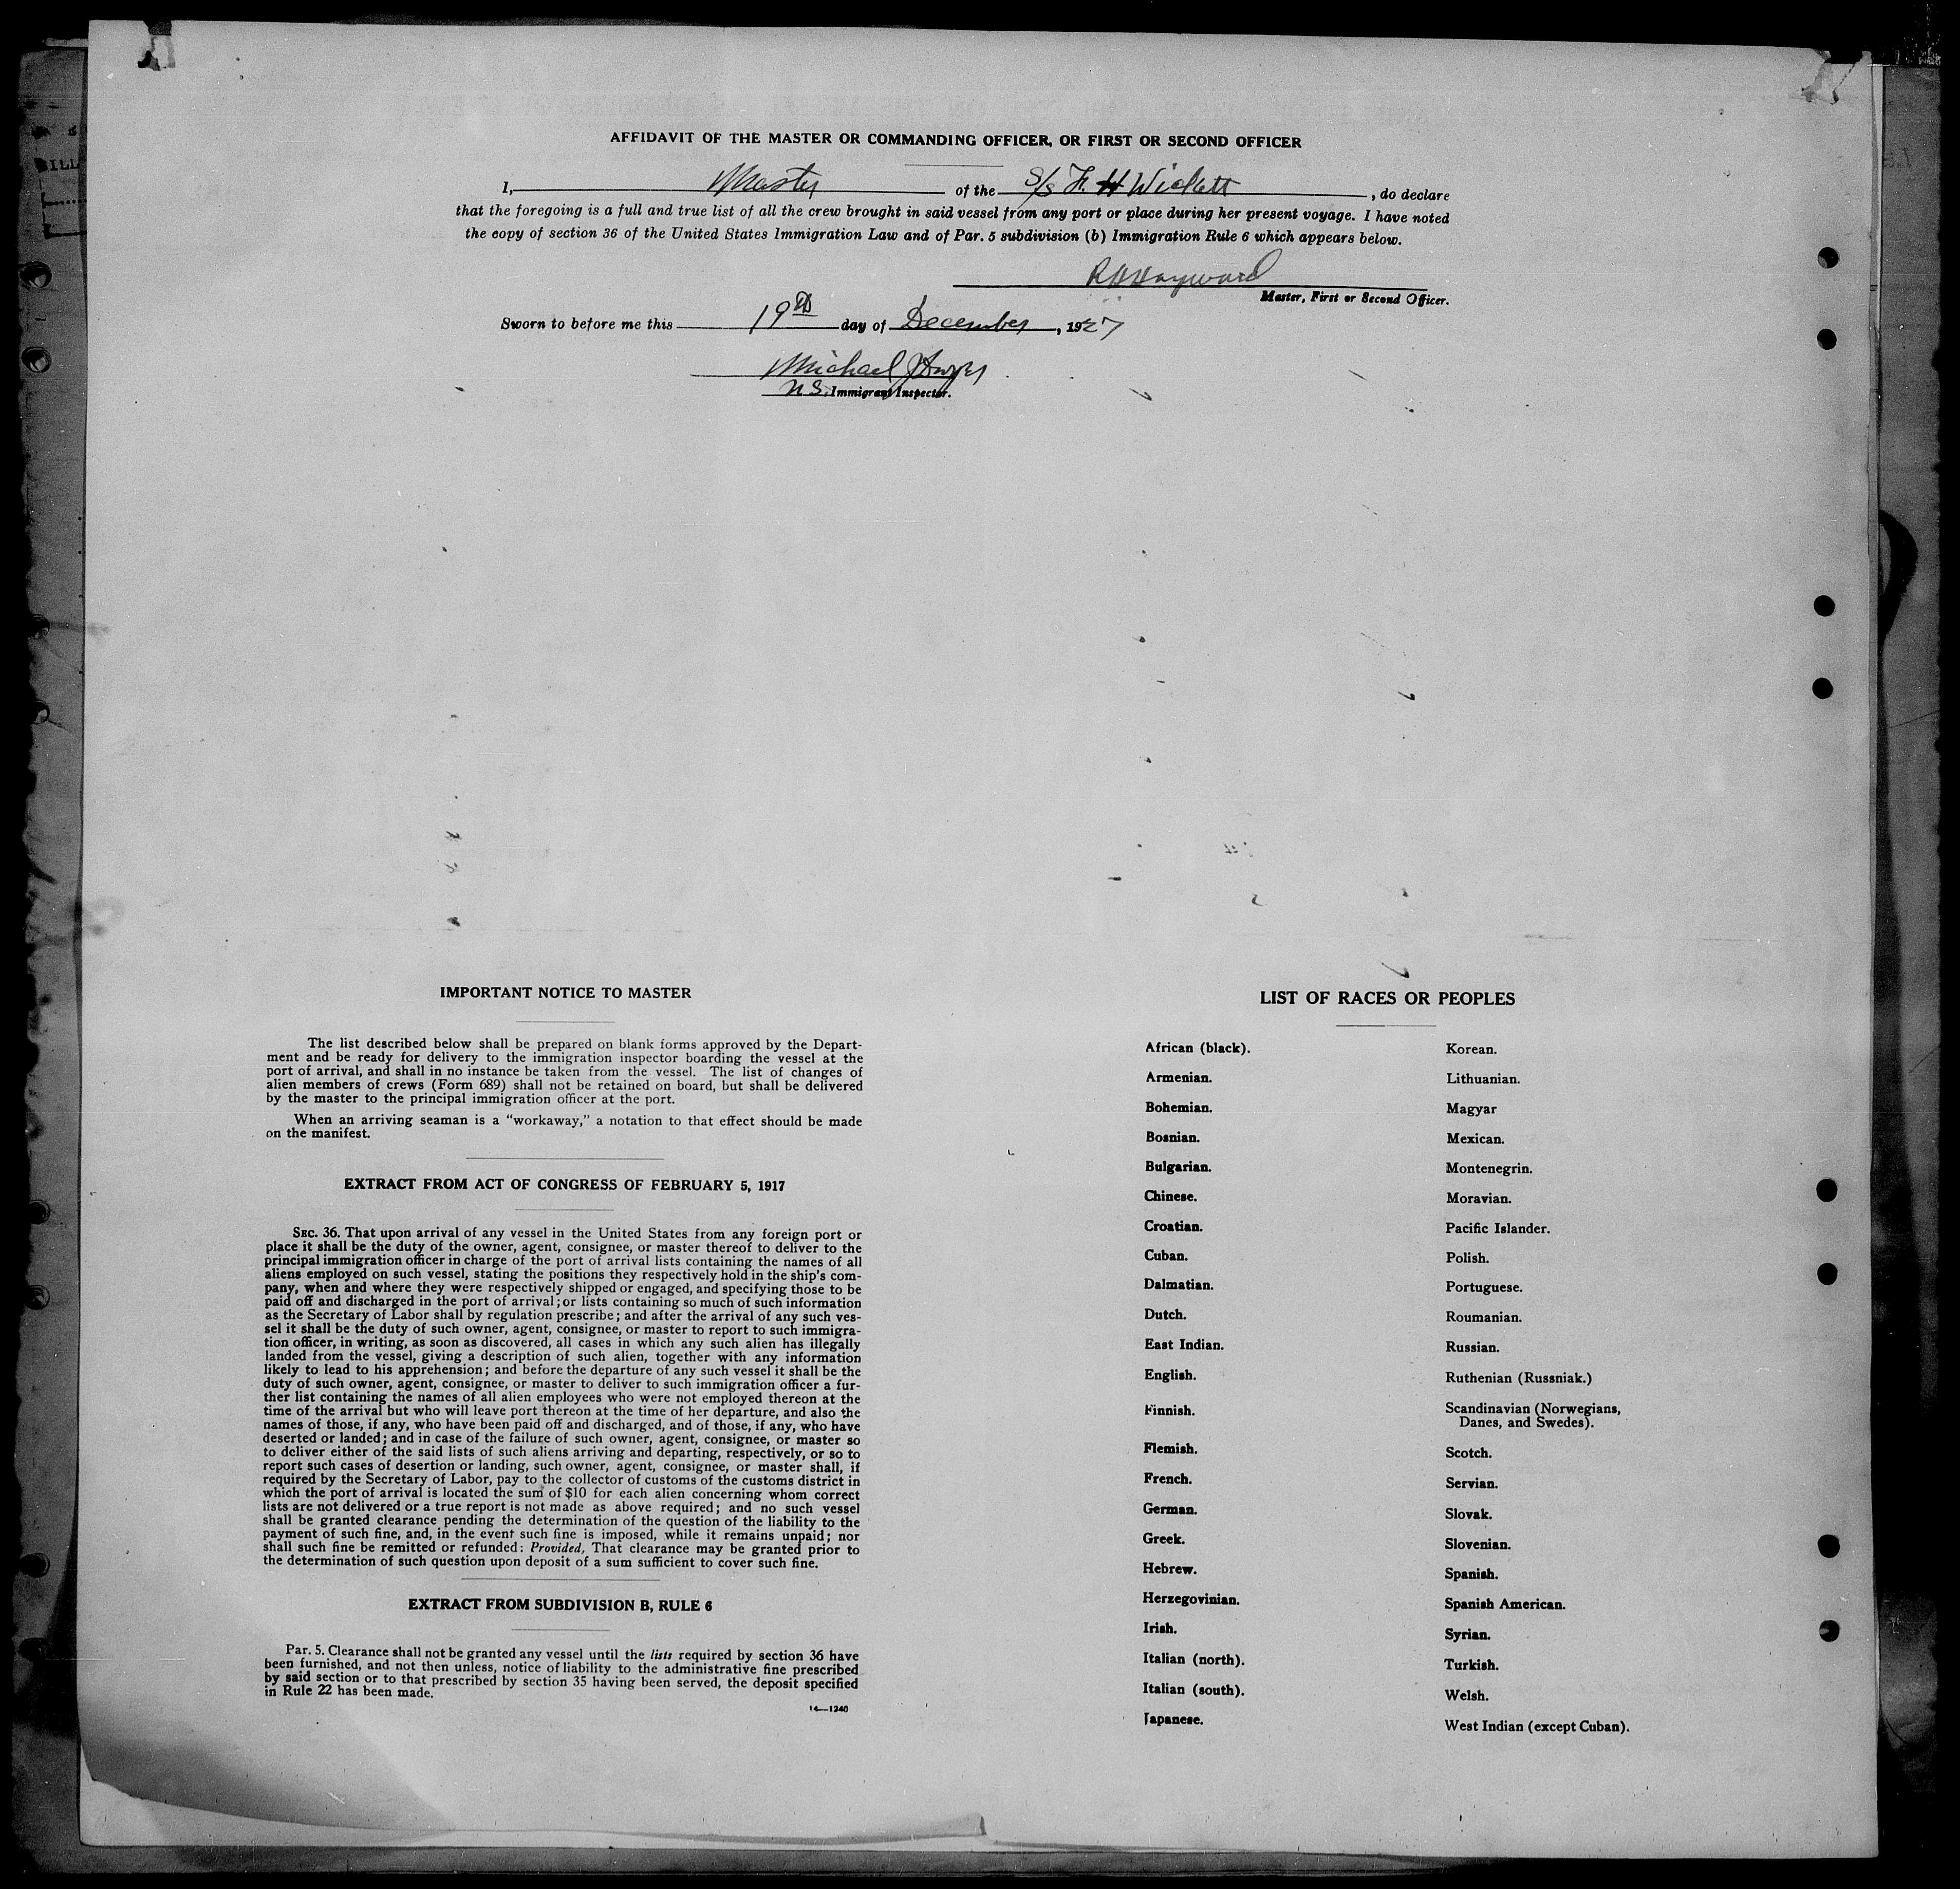 AFFIDAVIT OF THE MASTER OR COMMANDING OFFICER, OR FIRST OR SECOND OFFICER
I, Master of the S/S F. H Wickett, do declare
that the foregoing is a full and true list of all the crew brought in said vessel from any port or place during her present voyage. I have noted
the copy of section 36 of the United States Immigration Law and of Par. 5 subdivision (b) Immigration Rule 6 which appears below.
R H Hayward
Master, First or Second Officer.
Sworn to before me this 19th day of December, 1927
Michael
U.S. Immigrant Inspector.
IMPORTANT NOTICE TO MASTER
The list described below shall be prepared on blank forms approved by the Depart-
ment and be ready for delivery to the immigration inspector boarding the vessel at the
port of arrival, and shall in no instance be taken from the vessel. The list of changes of
alien members of crews (Form 689) shall not be retained on board, but shall be delivered
by the master to the principal immigration officer at the port.
When an arriving seaman is a "workaway," a notation to that effect should be made
on the manifest.
EXTRACT FROM ACT OF CONGRESS OF FEBRUARY 5, 1917
SEC. 36. That upon arrival of any vessel in the United States from any foreign port or
place it shall be the duty of the owner, agent, consignee, or master thereof to deliver to the
principal immigration officer in charge of the port of arrival lists containing the names of all
aliens employed on such vessel, stating the positions they respectively hold in the ship's com-
pany, when and where they were respectively shipped or engaged, and specifying those to be
paid off and discharged in the port of arrival; or lists containing so much of such information
as the Secretary of Labor shall by regulation prescribe; and after the arrival of any such ves-
sel it shall be the duty of such owner, agent, consignee, or master to report to such immigra-
tion officer, in writing, as soon as discovered, all cases in which any such alien has illegally
landed from the vessel, giving a description of such alien, together with any information
likely to lead to his apprehension; and before the departure of any such vessel it shall be the
duty of such owner, agent, consignee, or master to deliver to such immigration officer a fur-
ther list containing the names of all alien employees who were not employed thereon at the
time of the arrival but who will leave port thereon at the time of her departure, and also the
names of those, if any, who have been paid off and discharged, and of those, if any, who have
deserted or landed; and in case of the failure of such owner, agent, consignee, or master so
to deliver either of the said lists of such aliens arriving and departing, respectively, or so to
report such cases of desertion or landing, such owner, agent, consignee, or master shall, if
required by the Secretary of Labor, pay to the collector of customs of the customs district in
which the port of arrival is located the sum of $10 for each alien concerning whom correct
lists are not delivered or a true report is not made as above required; and no such vessel
shall be granted clearance pending the determination of the question of the liability to the
payment of such fine, and, in the event such fine is imposed, while it remains unpaid; nor
shall such fine be remitted or refunded: Provided, That clearance may be granted prior to
the determination of such question upon deposit of a sum sufficient to cover such fine.
EXTRACT FROM SUBDIVISION B, RULE 6
Par. 5. Clearance shall not be granted any vessel until the lists required by section 36 have
been furnished, and not then unless, notice of liability to the administrative fine prescribed
by said section or to that prescribed by section 35 having been served, the deposit specified
in Rule 22 has been made.
14—1240
LIST OF RACES OR PEOPLES
African (black).
Armenian.
Bohemian.
Bosnian.
Bulgarian.
Chinese.
Croatian.
Cuban.
Dalmatian.
Dutch.
East Indian.
English.
Finnish.
Flemish.
French.
German.
Greek.
Hebrew.
Herzegovinian.
Irish.
Italian (north).
Italian (south).
Japanese.
Korean.
Lithuanian.
Magyar
Mexican.
Montenegrin.
Moravian.
Pacific Islander.
Polish.
Portuguese.
Roumanian.
Russian.
Ruthenian (Russniak.)
Scandinavian (Norwegians,
Danes, and Swedes).
Scotch.
Servian.
Slovak.
Slovenian.
Spanish.
Spanish American.
Syrian.
Turkish.
Welsh.
West Indian (except Cuban).